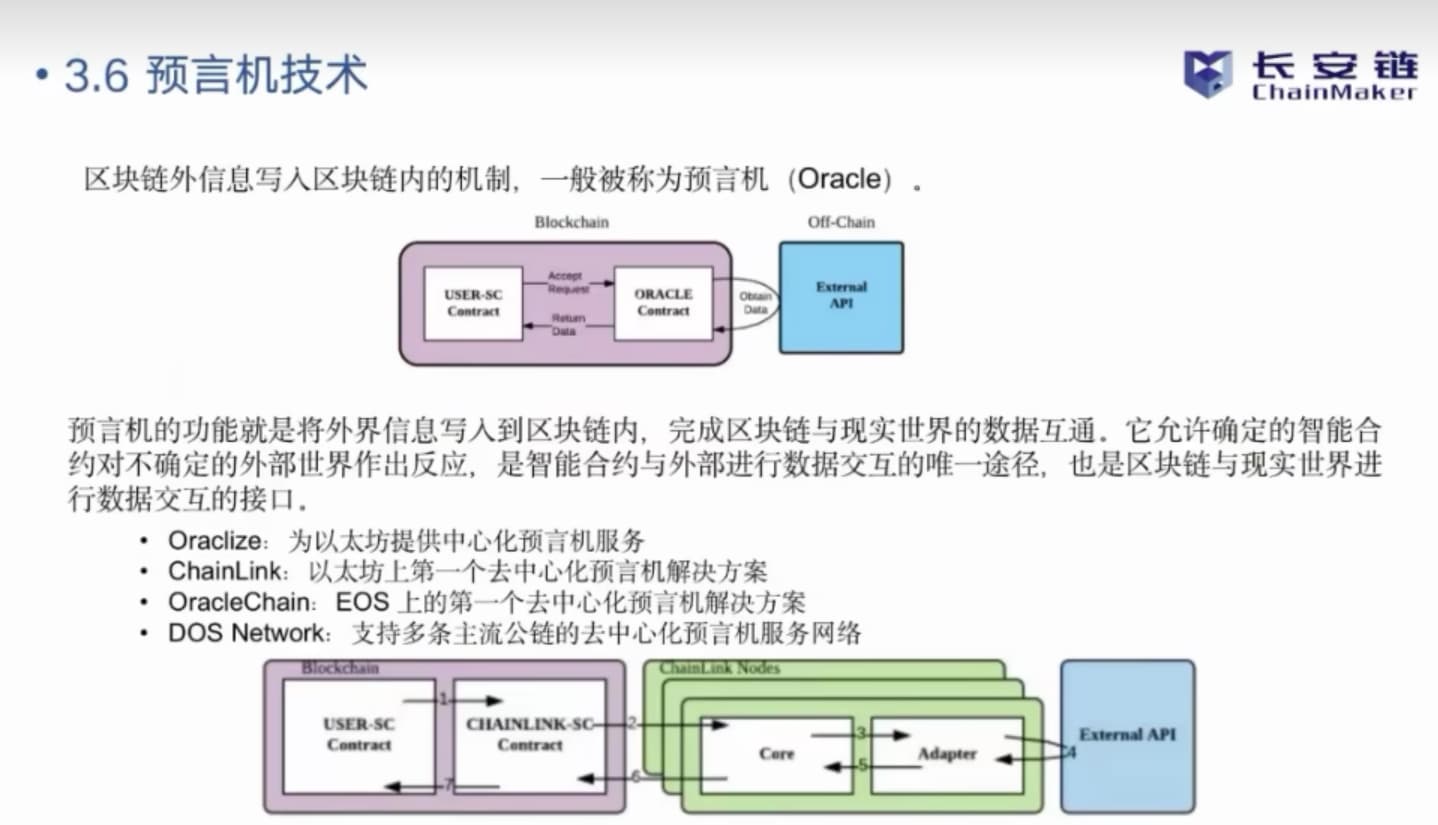 • 3.6 预言机技术
长安链
ChainMaker
区块链外信息写入区块链内的机制，一般被称为预言机（Oracle）。
Blockchain
Off-Chain
USER-SC
Contract
Accept
Request
Return
Data
ORACLE
Contract
Obtain
Data
External
API
预言机的功能就是将外界信息写入到区块链内，完成区块链与现实世界的数据互通。它允许确定的智能合
约对不确定的外部世界作出反应，是智能合约与外部进行数据交互的唯一途径，也是区块链与现实世界进
行数据交互的接口。
• Oraclize：为以太坊提供中心化预言机服务
• ChainLink：以太坊上第一个去中心化预言机解决方案
• OracleChain：EOS 上的第一个去中心化预言机解决方案
• DOS Network：支持多条主流公链的去中心化预言机服务网络
Blockchain
ChainLink Nodes
USER-SC
Contract
1
7
CHAINLINK-SC
Contract
2
6
Core
3
5
Adapter
4
External API